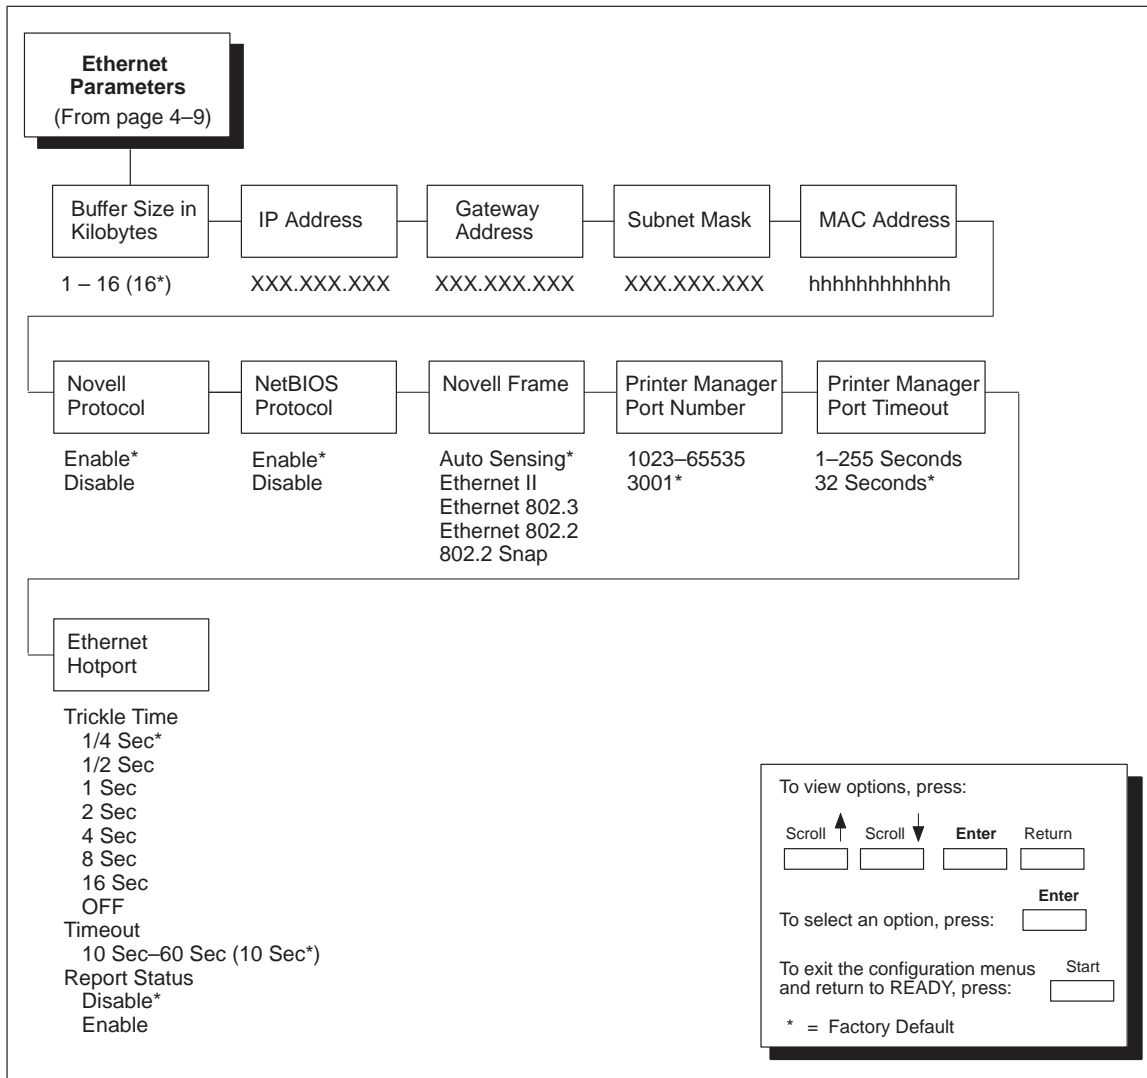 Ethernet
Parameters
(From page 4–9)
Buffer Size in
Kilobytes
IP Address
Gateway
Address
Subnet Mask
MAC Address
1 – 16 (16*)
XXX.XXX.XXX
XXX.XXX.XXX
XXX.XXX.XXX
hhhhhhhhhhhh
Novell
Protocol
NetBIOS
Protocol
Novell Frame
Printer Manager
Port Number
Printer Manager
Port Timeout
Enable*
Disable
Enable*
Disable
Auto Sensing*
Ethernet II
Ethernet 802.3
Ethernet 802.2
802.2 Snap
1023–65535
3001*
1–255 Seconds
32 Seconds*
Ethernet
Hotport
Trickle Time
1/4 Sec*
1/2 Sec
1 Sec
2 Sec
4 Sec
8 Sec
16 Sec
OFF
Timeout
10 Sec–60 Sec (10 Sec*)
Report Status
Disable*
Enable
To view options, press:
Scroll Scroll Enter Return
Enter
To select an option, press:
To exit the configuration menus
and return to READY, press:
Start
* = Factory Default